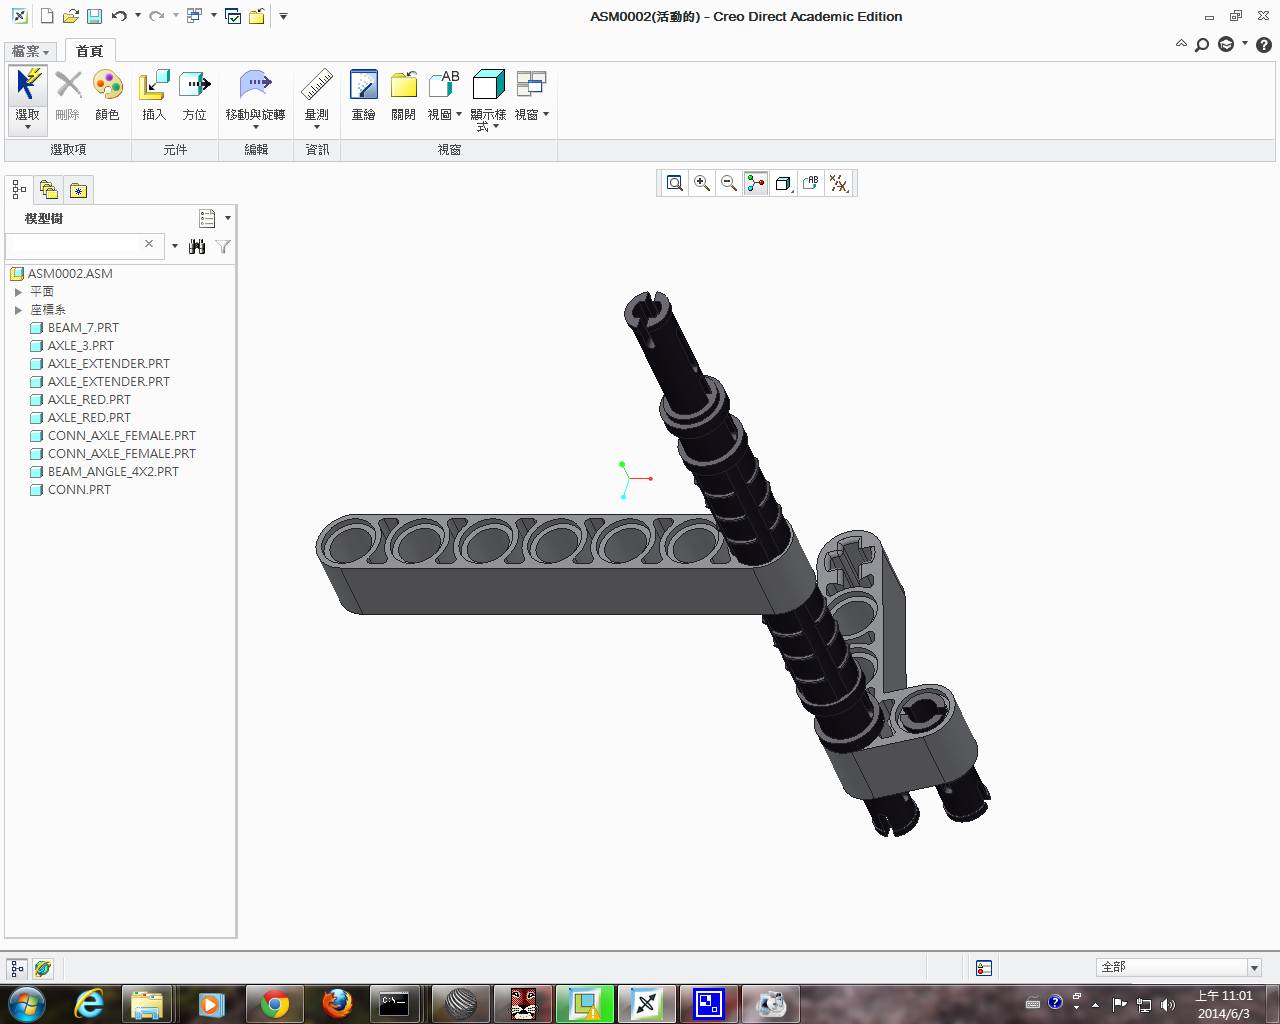 ASM0002(活動的) - Creo Direct Academic Edition
檔案 首頁
選取 刪除 顏色 插入 方位 移動與旋轉 量測 重繪 關閉 視圖 顯示樣式 視窗
AB
選取項 元件 編輯 資訊 視窗
AB
模型樹
ASM0002.ASM
平面
座標系
BEAM_7.PRT
AXLE_3.PRT
AXLE_EXTENDER.PRT
AXLE_EXTENDER.PRT
AXLE_RED.PRT
AXLE_RED.PRT
CONN_AXLE_FEMALE.PRT
CONN_AXLE_FEMALE.PRT
BEAM_ANGLE_4X2.PRT
CONN.PRT
全部
C:\
上午 11:01
2014/6/3